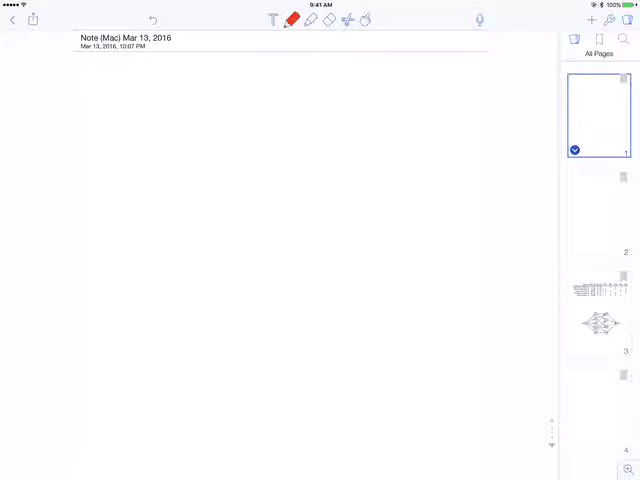 9:41 AM
100%
T
Note (Mac) Mar 13, 2016
Mar 13, 2016, 10:07 PM
All Pages
1
2
3
4